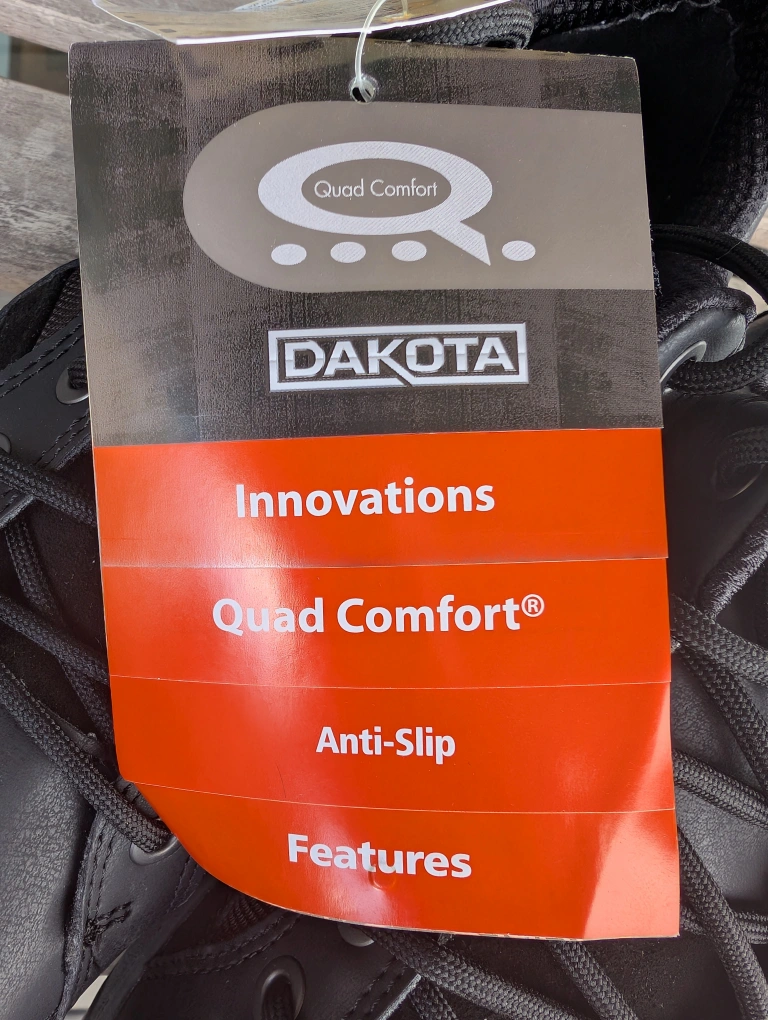 Quad Comfort
DAKOTA
Innovations
Quad Comfort®
Anti-Slip
Features